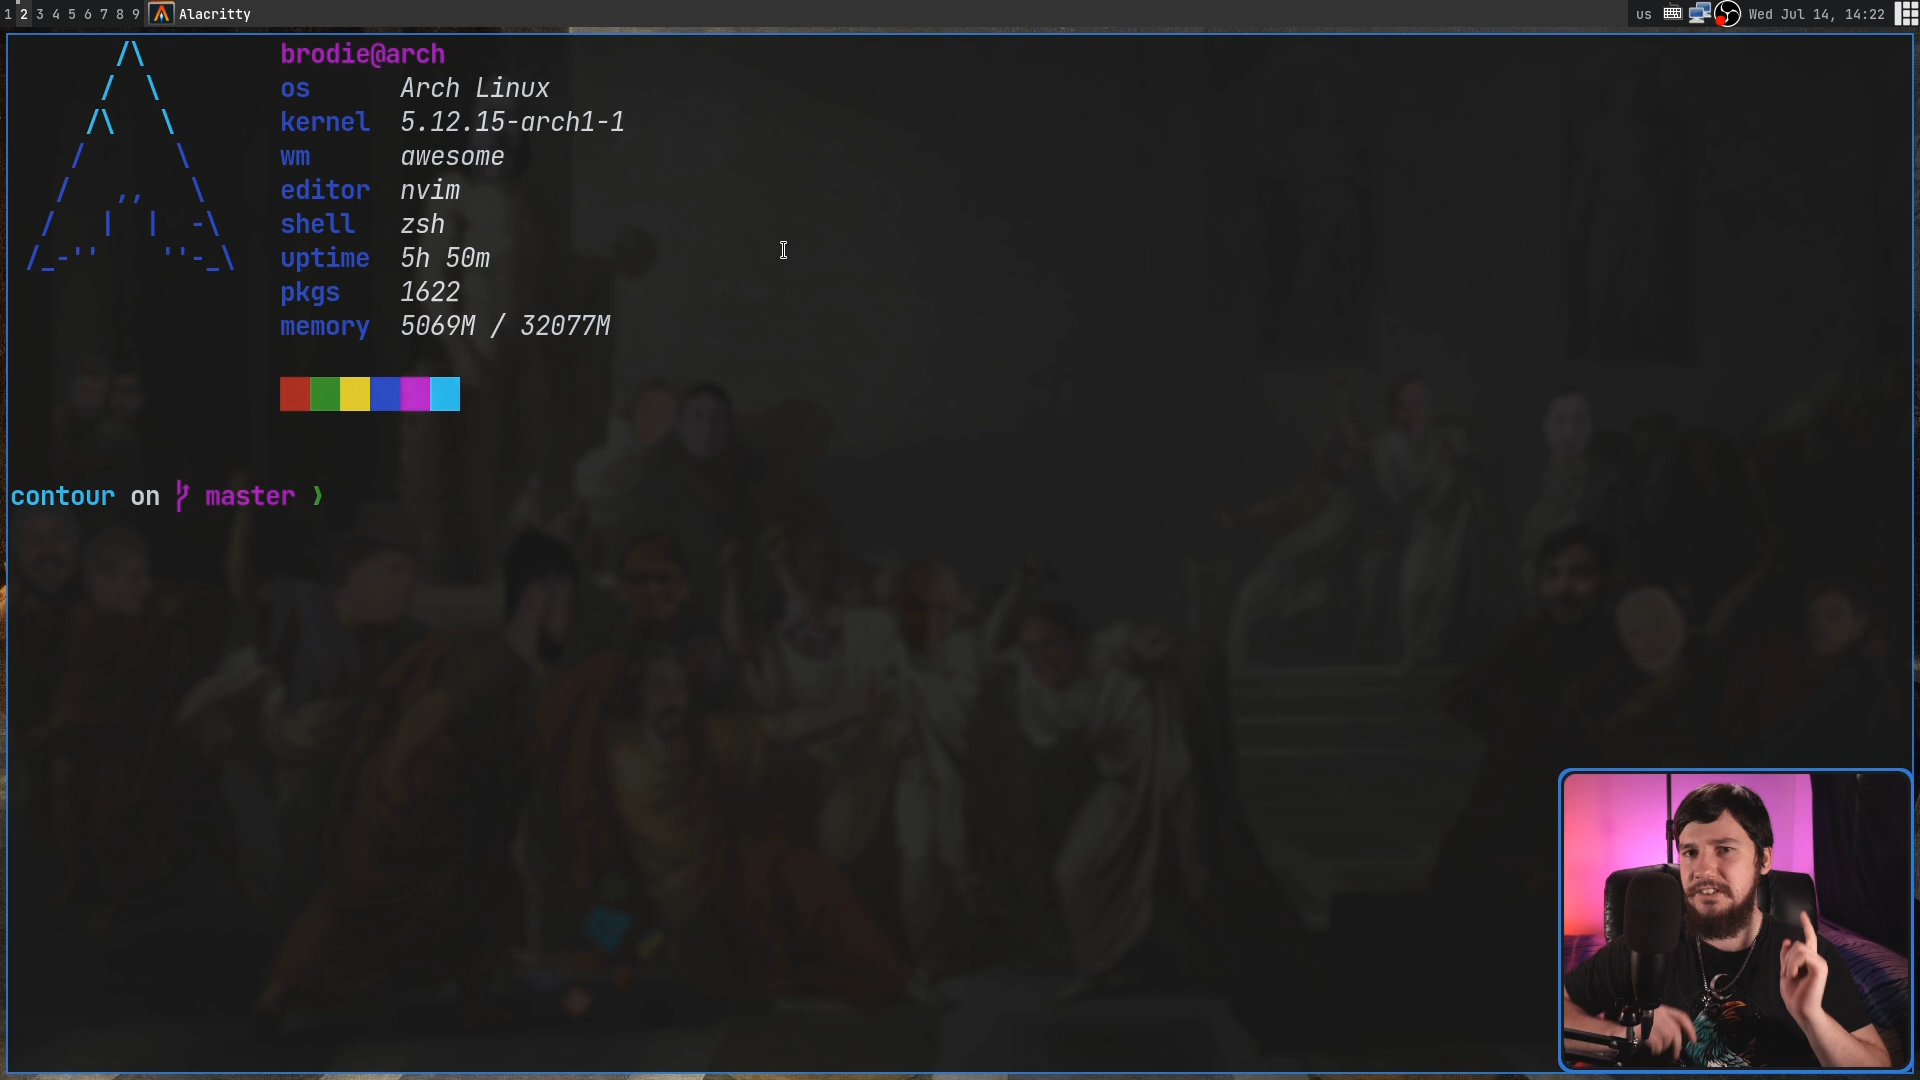 1 2 3 4 5 6 7 8 9 Alacritty us Wed Jul 14, 14:22
brodie@arch
os Arch Linux
kernel 5.12.15-arch1-1
wm awesome
editor nvim
shell zsh
uptime 5h 50m
pkgs 1622
memory 5069M / 32077M
contour on master ❯